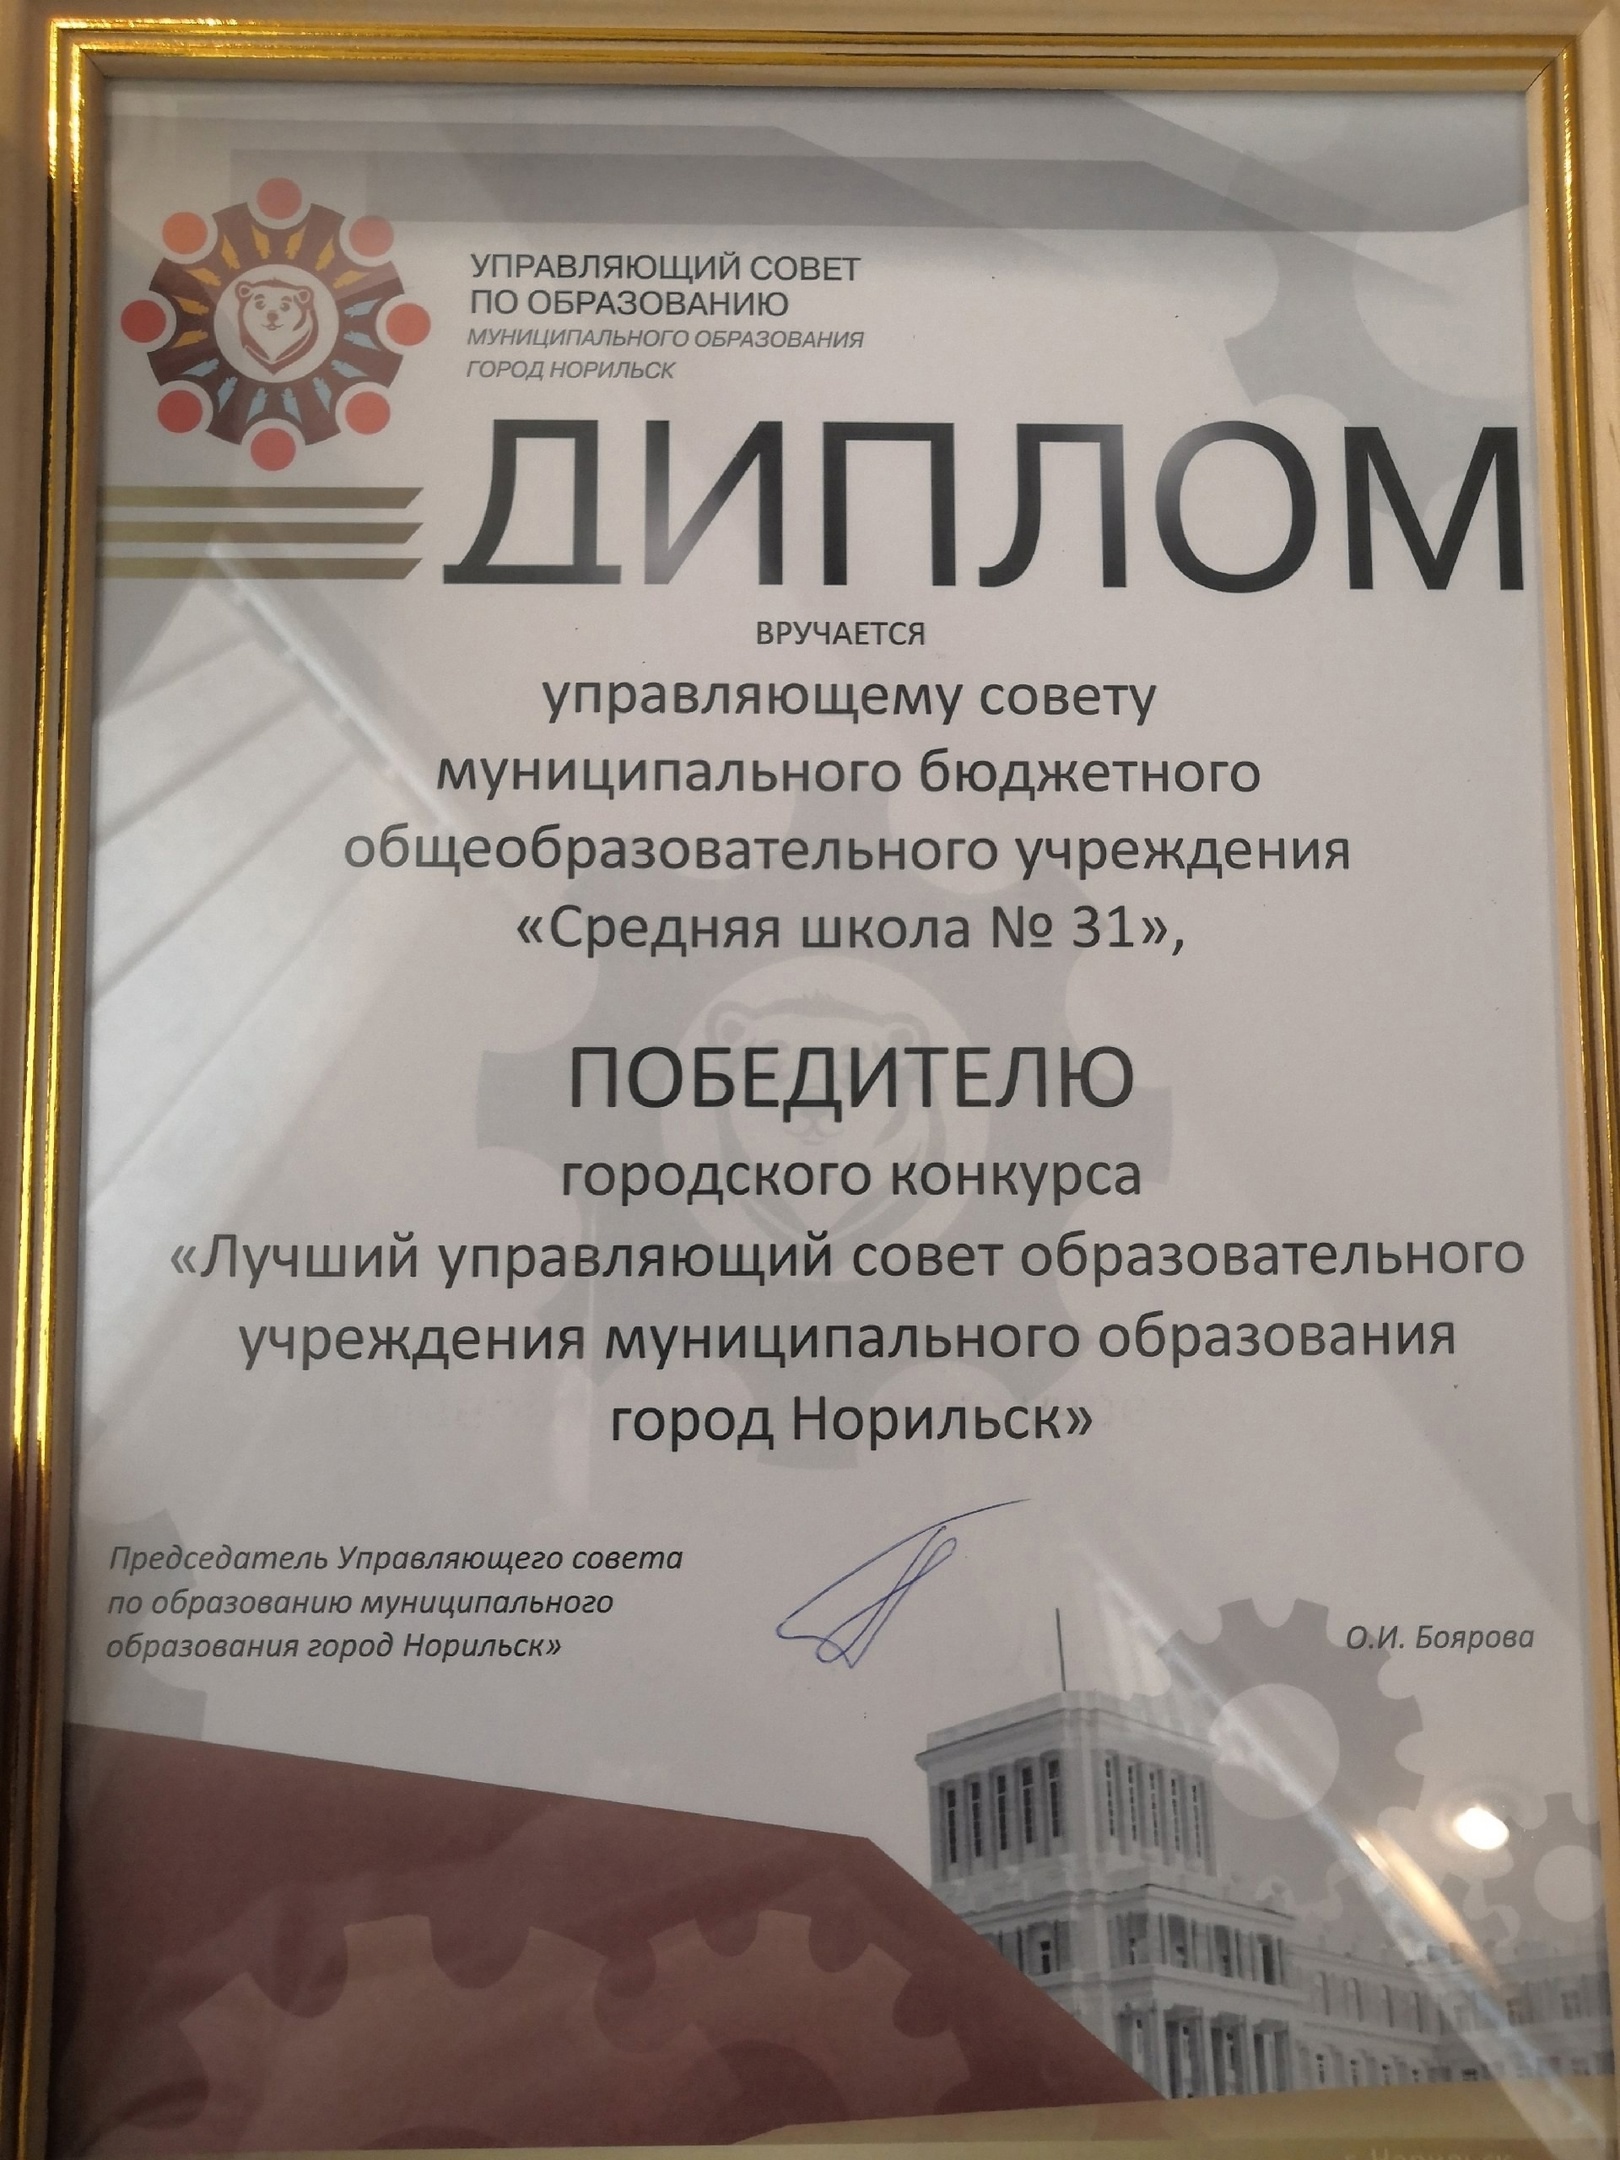 УПРАВЛЯЮЩИЙ СОВЕТ
ПО ОБРАЗОВАНИЮ
МУНИЦИПАЛЬНОГО ОБРАЗОВАНИЯ
ГОРОД НОРИЛЬСК
ДИПЛОМ
ВРУЧАЕТСЯ
управляющему совету
муниципального бюджетного
общеобразовательного учреждения
«Средняя школа № 31»,
ПОБЕДИТЕЛЮ
городского конкурса
«Лучший управляющий совет образовательного
учреждения муниципального образования
город Норильск»
Председатель Управляющего совета
по образованию муниципального
образования город Норильск»
О.И. Боярова